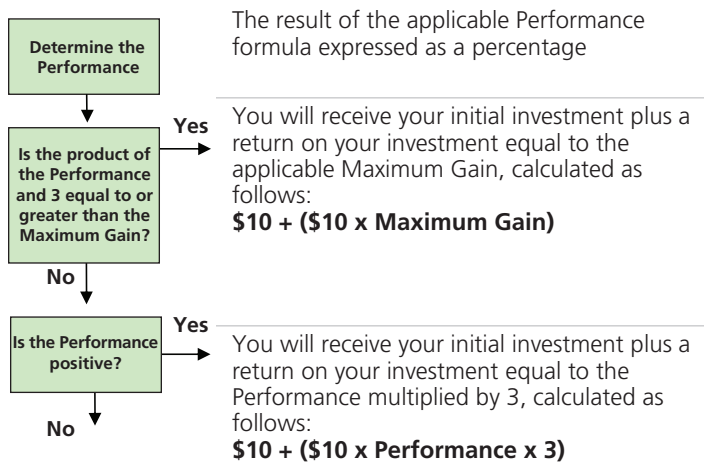 Determine the
Performance
The result of the applicable Performance
formula expressed as a percentage
Is the product of
the Performance
and 3 equal to or
greater than the
Maximum Gain?
Yes
You will receive your initial investment plus a
return on your investment equal to the
applicable Maximum Gain, calculated as
follows:
$10 + ($10 x Maximum Gain)
No
Is the Performance
positive?
Yes
You will receive your initial investment plus a
return on your investment equal to the
Performance multiplied by 3, calculated as
follows:
$10 + ($10 x Performance x 3)
No